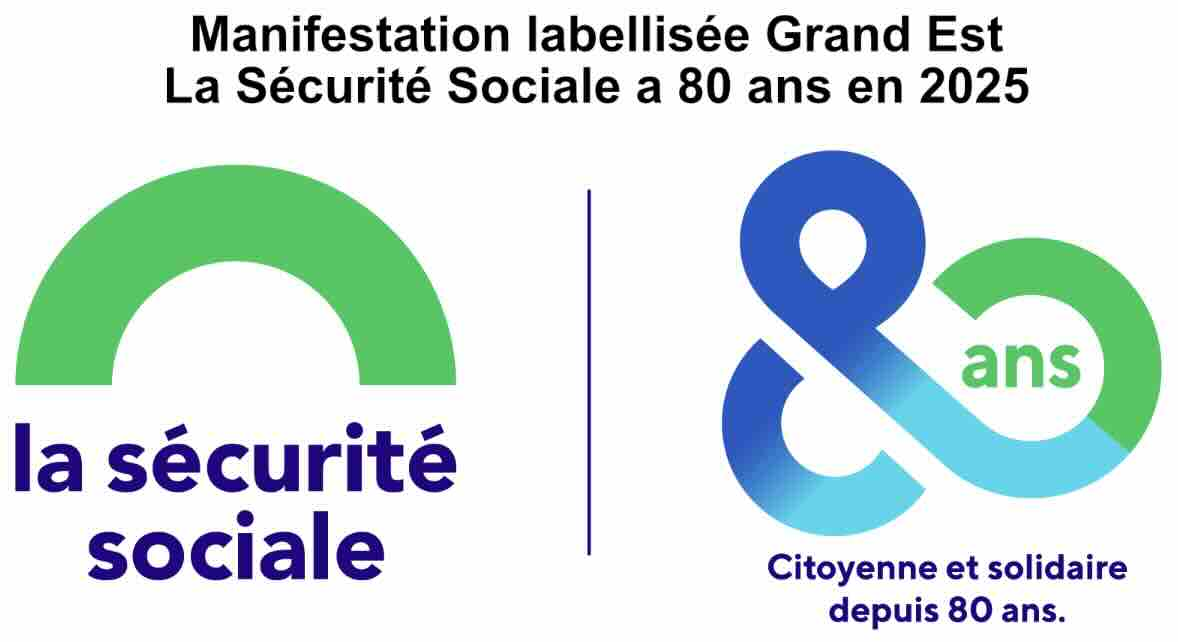 Manifestation labellisée Grand Est
La Sécurité Sociale a 80 ans en 2025
la sécurité
sociale
80
ans
Citoyenne et solidaire
depuis 80 ans.